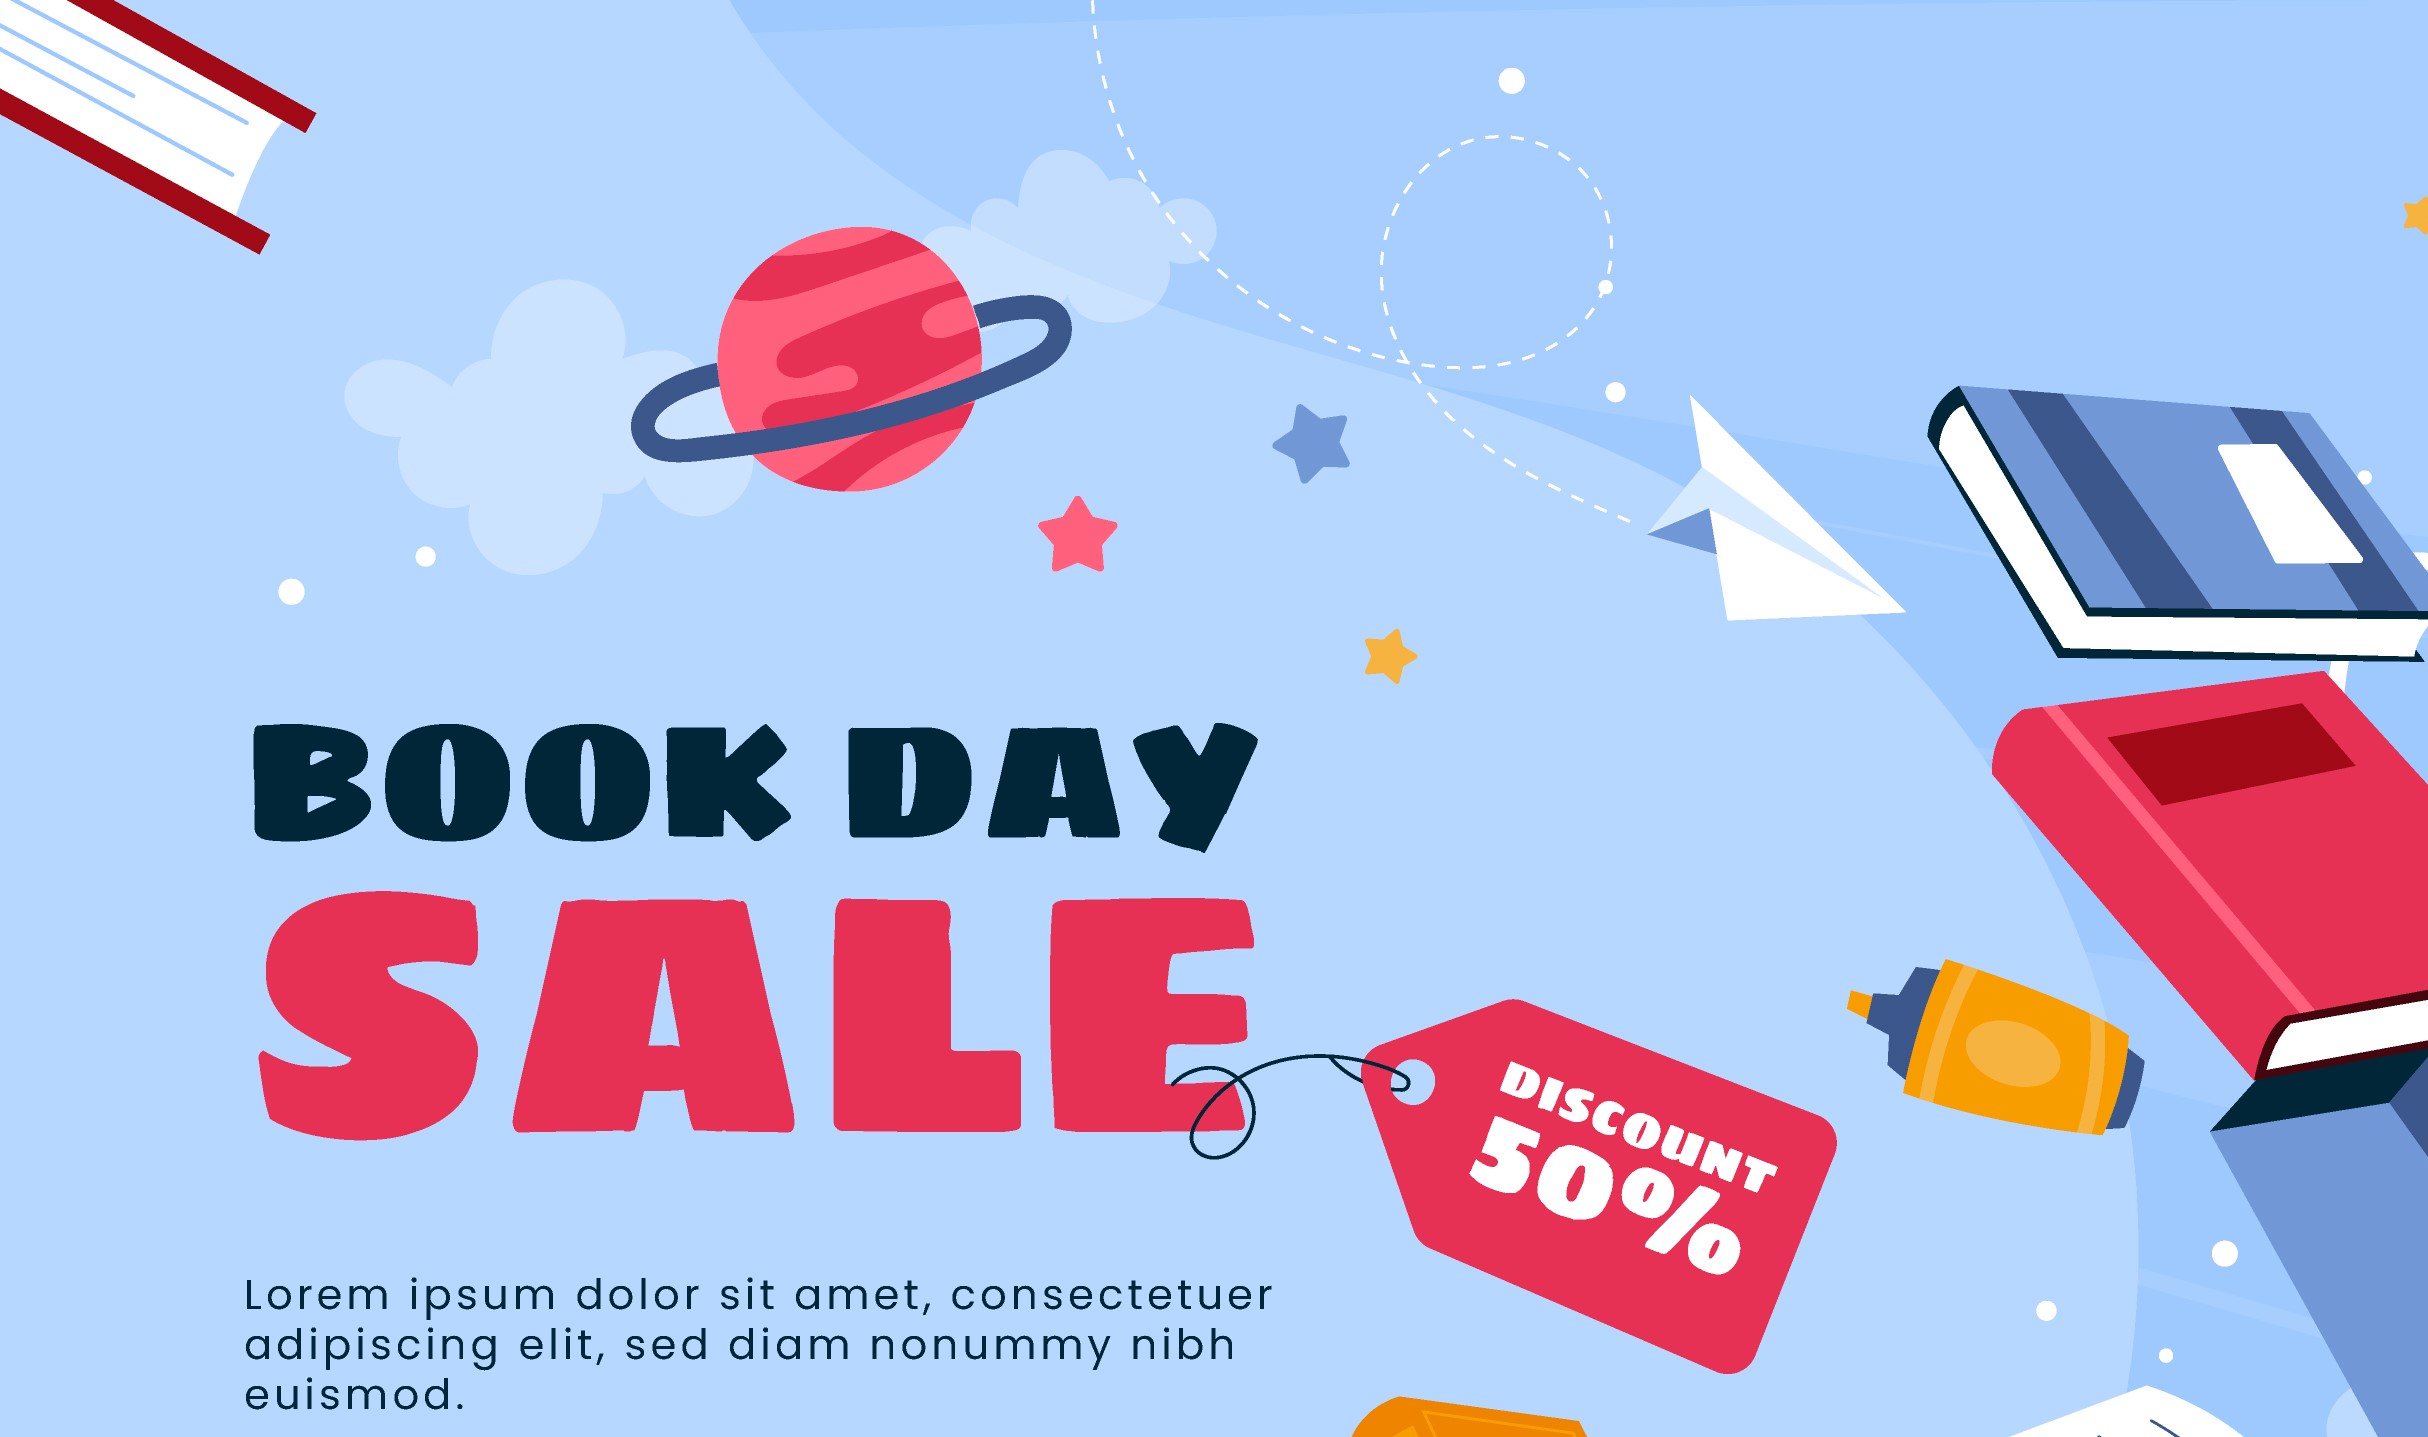 BOOK DAY
SALE
DISCOUNT
50%
Lorem ipsum dolor sit amet, consectetuer
adipiscing elit, sed diam nonummy nibh
euismod.